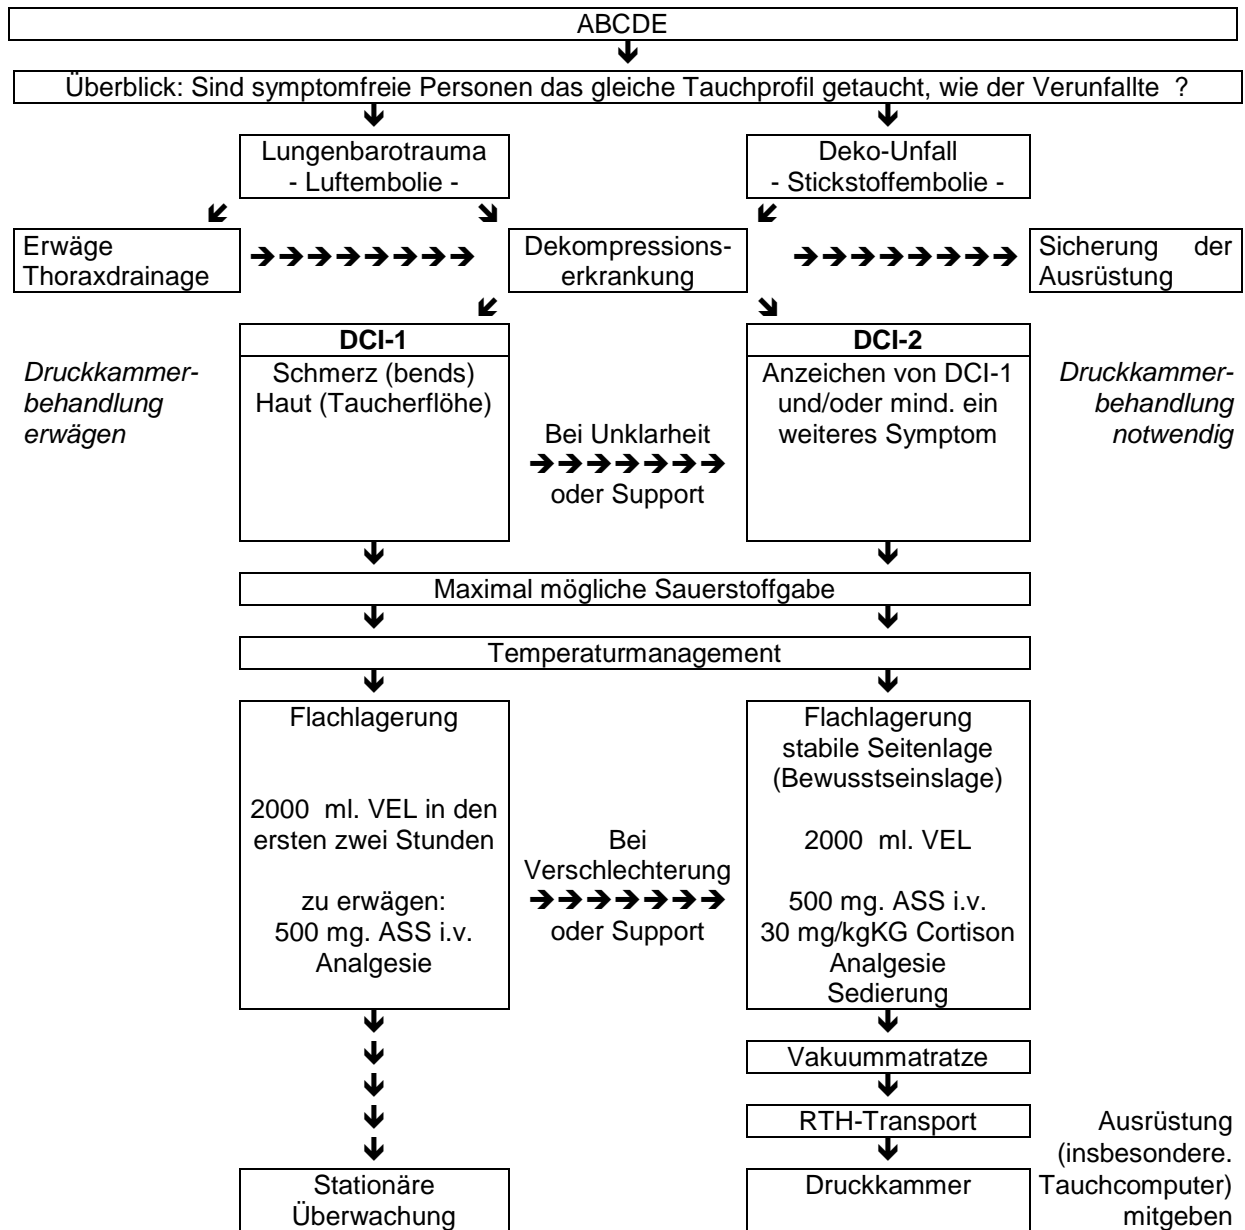 ABCDE
Überblick: Sind symptomfreie Personen das gleiche Tauchprofil getaucht, wie der Verunfallte  ?
Lungenbarotrauma
- Luftembolie -
Deko-Unfall
- Stickstoffembolie -
Erwäge
Thoraxdrainage
Dekompressions-
erkrankung
Sicherung der
Ausrüstung
Druckkammer-
behandlung
erwägen
DCI-1
Schmerz (bends)
Haut (Taucherflöhe)
Bei Unklarheit
oder Support
DCI-2
Anzeichen von DCI-1
und/oder mind. ein
weiteres Symptom
Druckkammer-
behandlung
notwendig
Maximal mögliche Sauerstoffgabe
Temperaturmanagement
Flachlagerung
2000  ml. VEL in den
ersten zwei Stunden
zu erwägen:
500 mg. ASS i.v.
Analgesie
Bei
Verschlechterung
oder Support
Flachlagerung
stabile Seitenlage
(Bewusstseinslage)
2000  ml. VEL
500 mg. ASS i.v.
30 mg/kgKG Cortison
Analgesie
Sedierung
Vakuummatratze
RTH-Transport
Stationäre
Überwachung
Druckkammer
Ausrüstung
(insbesondere.
Tauchcomputer)
mitgeben